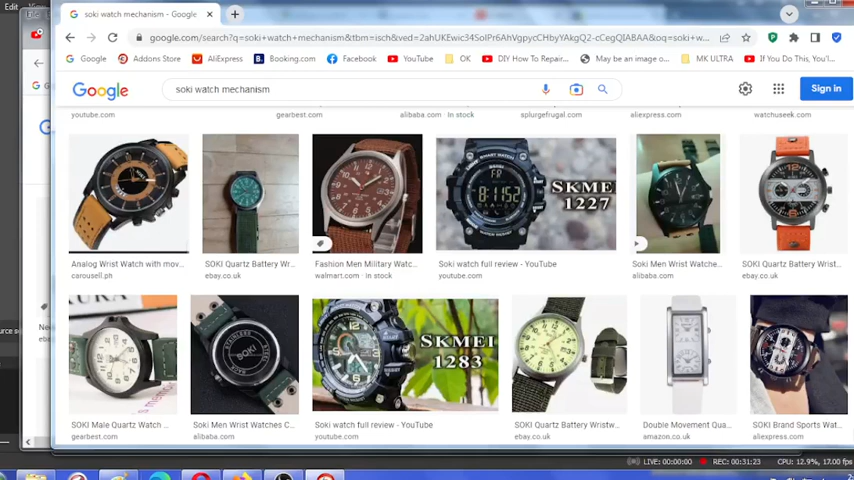 Edit
soki watch mechanism - Google
google.com/search?q=soki+watch+mechanism&tbm=isch&ved=2ahUKEwic34SolPr6AhVgpycCHbyYAkgQ2-cCegQIABAA&oq=soki+w...
Google
Addons Store
AliExpress
Booking.com
Facebook
YouTube
OK
DIY How To Repair...
May be an image o...
MK ULTRA
If You Do This, You'l...
Google
soki watch mechanism
Sign in
youtube.com
gearbest.com
alibaba.com · In stock
splurgefrugal.com
aliexpress.com
watchuseek.com
SKMEI
1227
Analog Wrist Watch with mov...
carousell.ph
SOKI Quartz Battery Wr...
ebay.co.uk
Fashion Men Military Watc...
walmart.com · In stock
Soki watch full review - YouTube
youtube.com
Soki Men Wrist Watche...
alibaba.com
SOKI Quartz Battery Wrist...
ebay.co.uk
SOKI
STAINLESS
SKMEI
1283
SOKI Male Quartz Watch ...
gearbest.com
Soki Men Wrist Watches C...
alibaba.com
Soki watch full review - YouTube
youtube.com
SOKI Quartz Battery Wristw...
ebay.co.uk
Double Movement Quar...
amazon.co.uk
SOKI Brand Sports Wat...
aliexpress.com
LIVE: 00:00:00
REC: 00:31:23
CPU: 12.9%, 17.00 fps